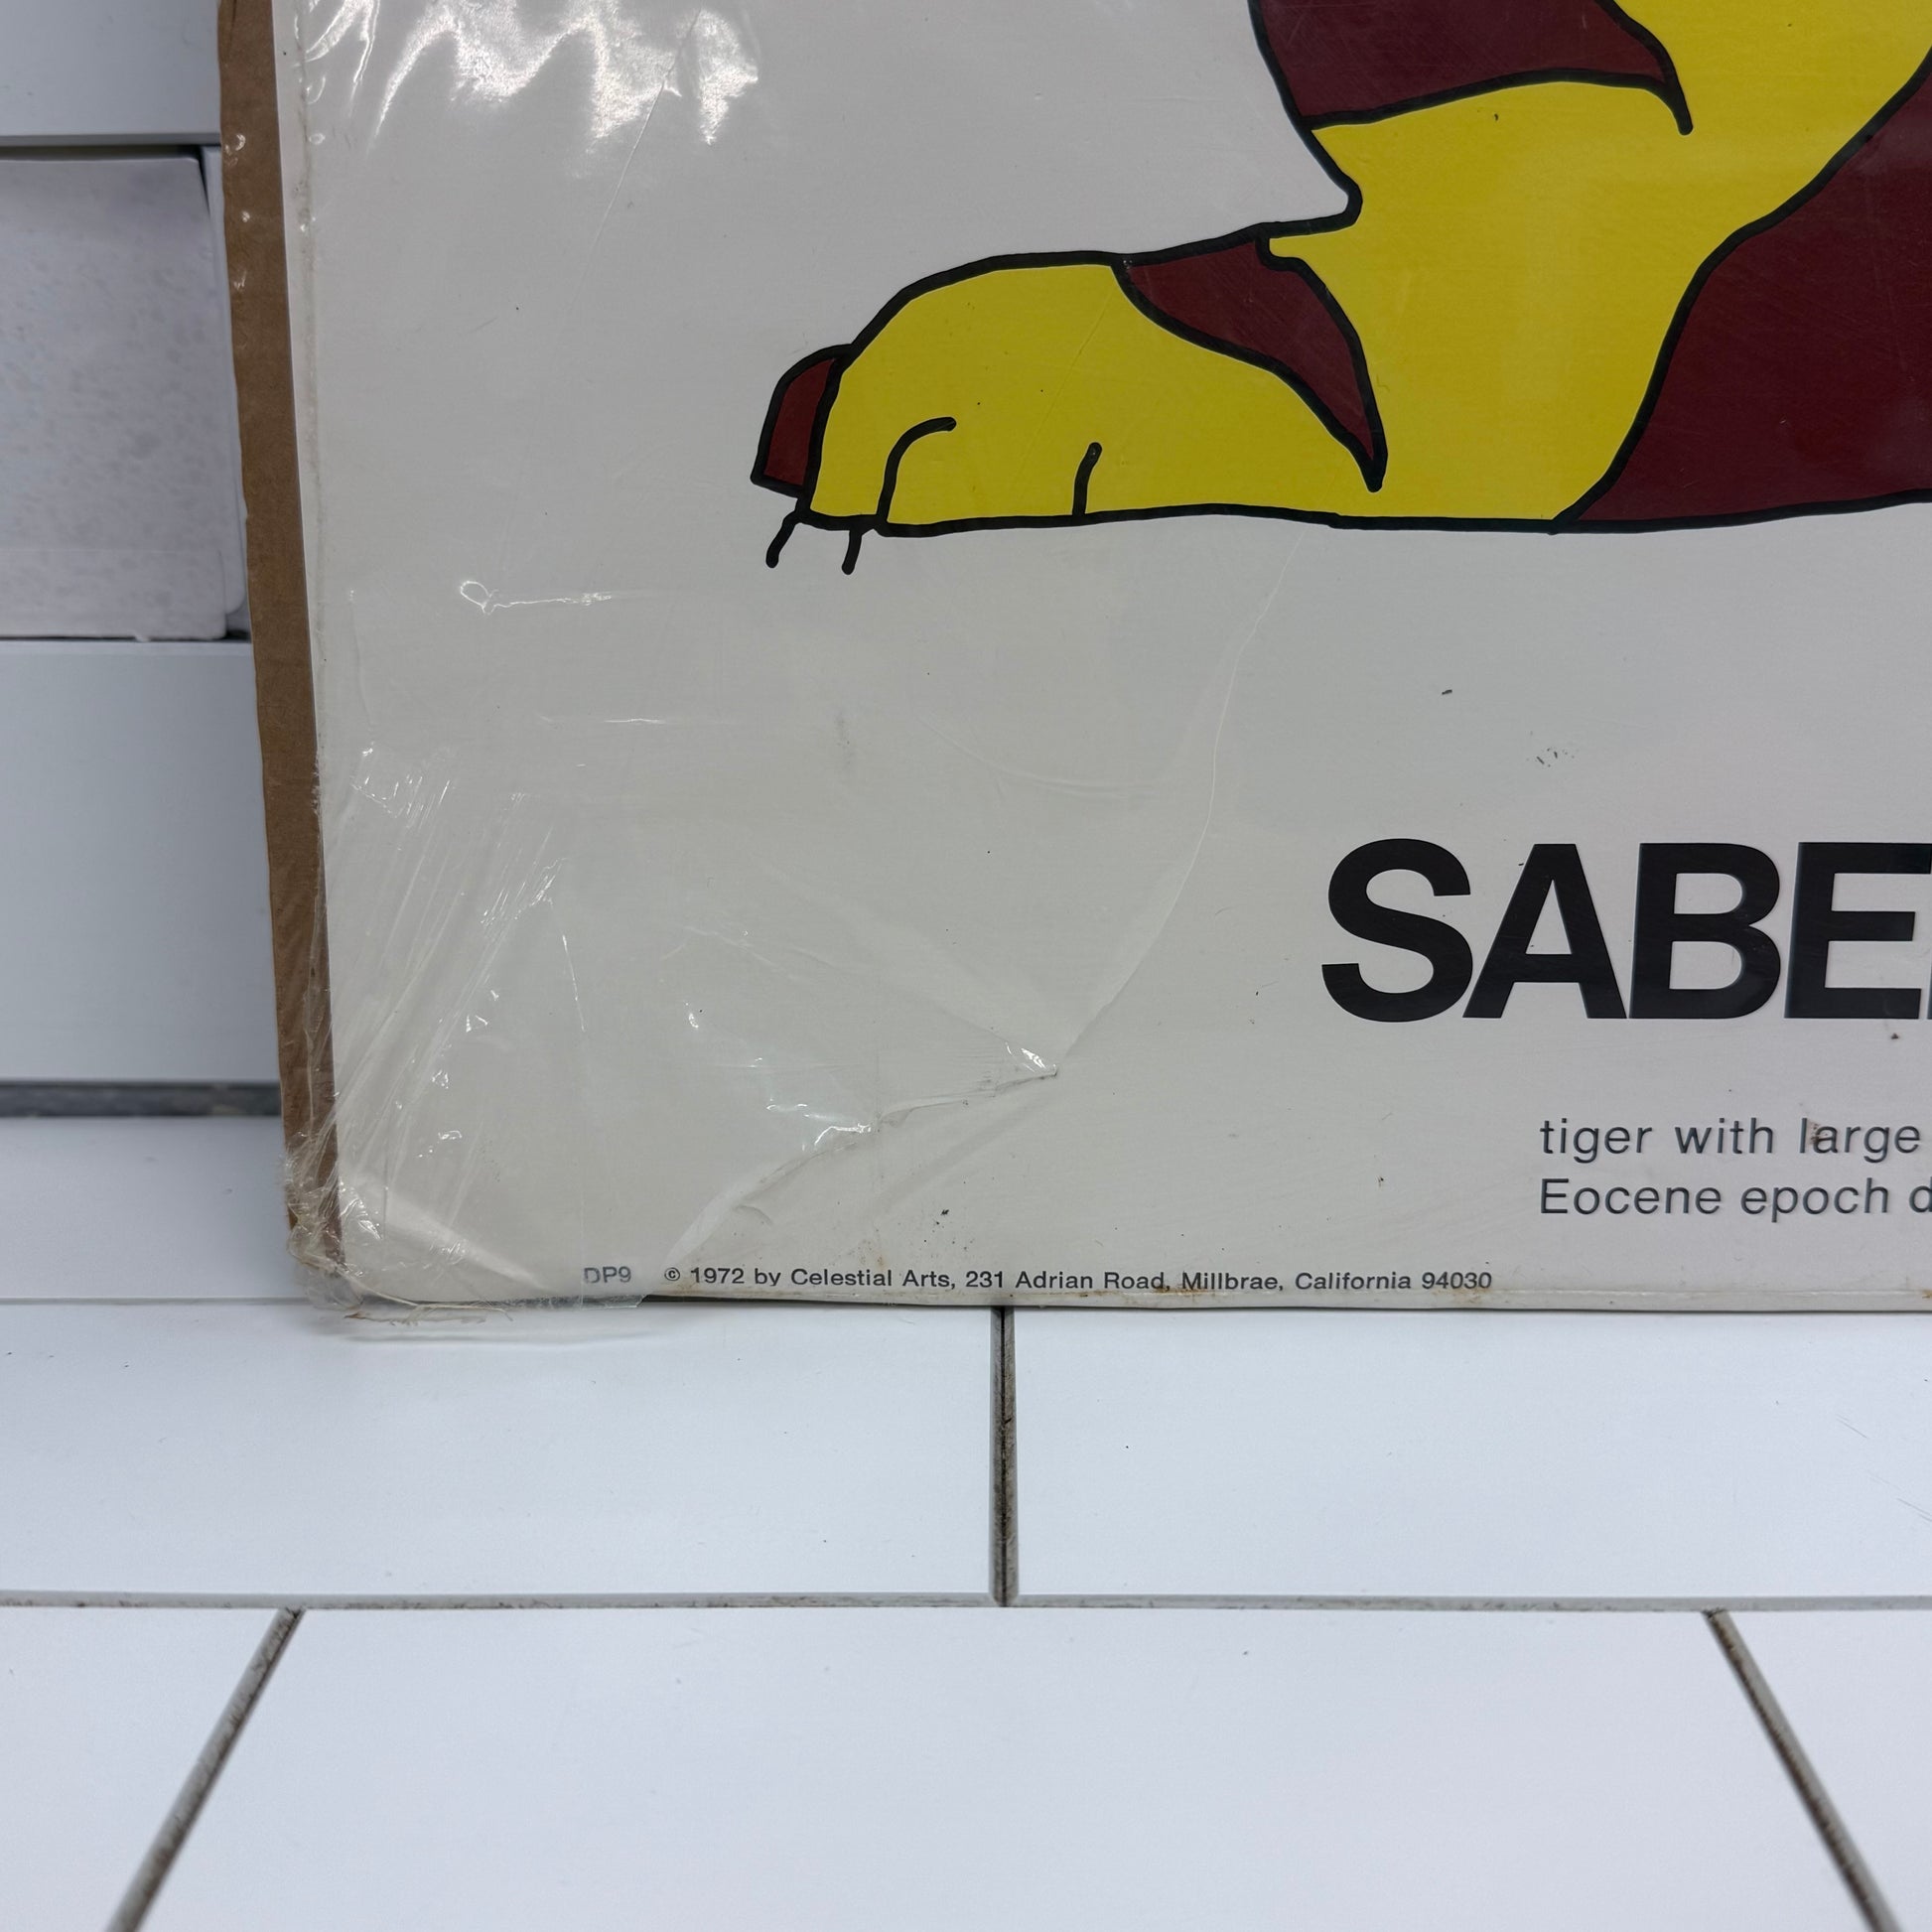 SABE
tiger with large
Eocene epoch d
DP9 © 1972 by Celestial Arts, 231 Adrian Road, Millbrae, California 94030